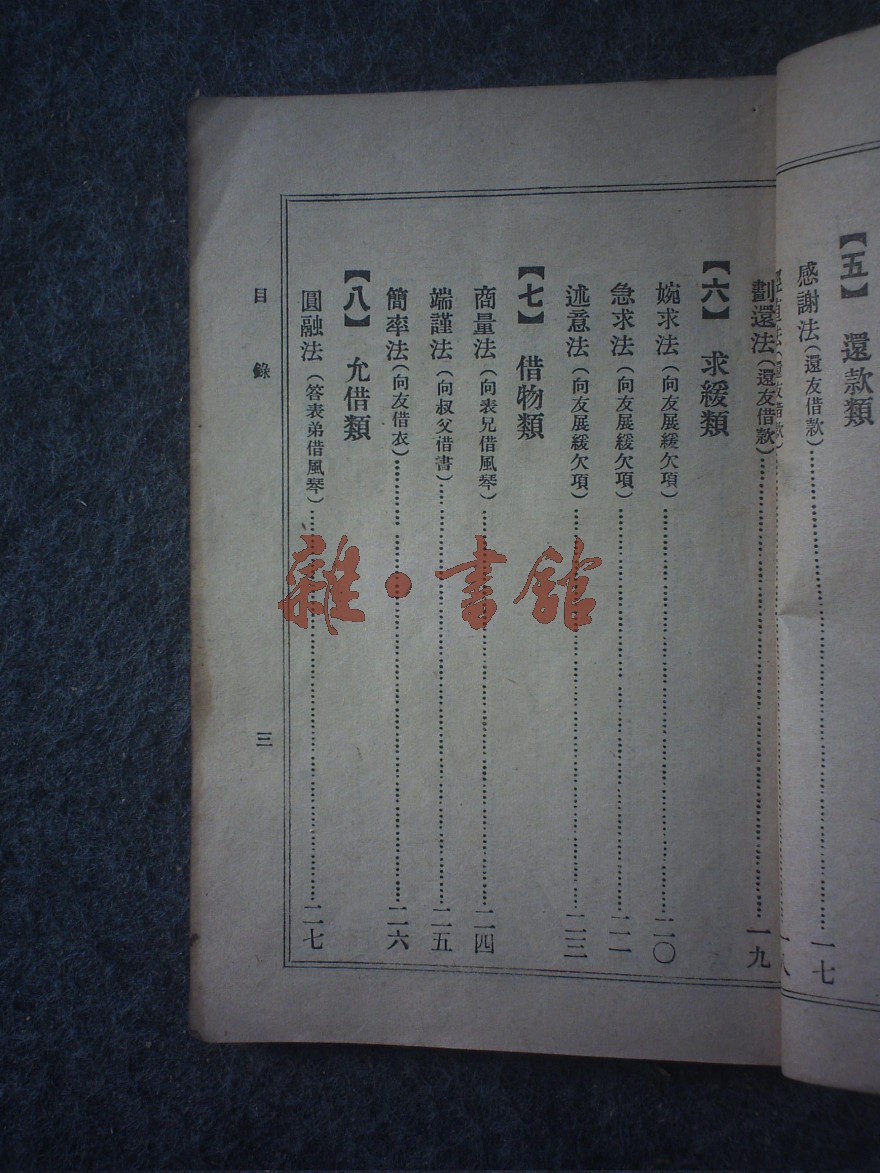 【五】 還款類
感謝法(還友借款)……一七
劃還法(還友借款)……一九
【六】 求緩類
婉求法(向友展緩欠項)……二〇
急求法(向友展緩欠項)……
述意法(向友展緩欠項)……二三
【七】 借物類
商量法(向表兄借風琴)……二四
端謹法(向叔父借書)……二五
簡率法(向友借衣)……二六
【八】 允借類
圓融法(答表弟借風琴)……二七
目錄
三
雜·書館